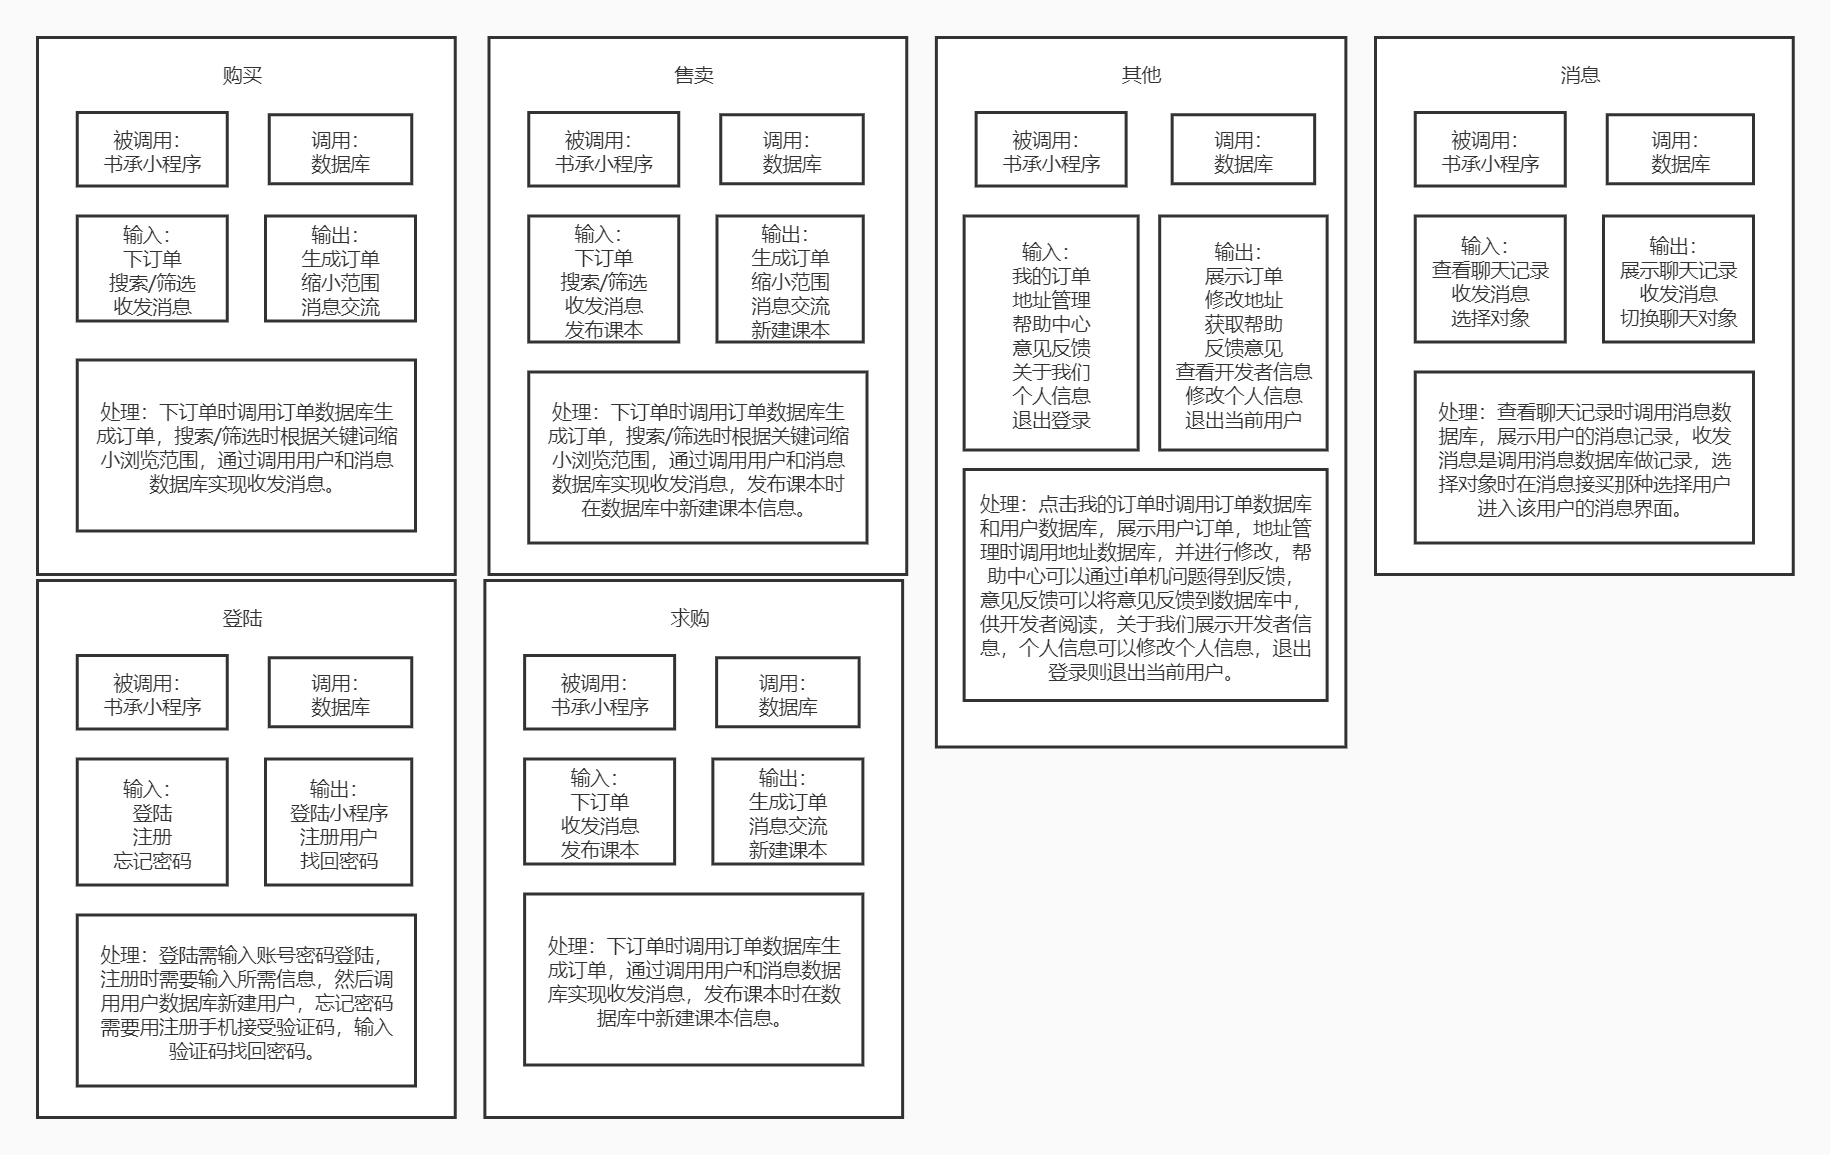 购买
被调用：
书承小程序
调用：
数据库
输入：
下订单
搜索/筛选
收发消息
输出：
生成订单
缩小范围
消息交流
处理：下订单时调用订单数据库生
成订单，搜索/筛选时根据关键词缩
小浏览范围，通过调用用户和消息
数据库实现收发消息。
售卖
被调用：
书承小程序
调用：
数据库
输入：
下订单
搜索/筛选
收发消息
发布课本
输出：
生成订单
缩小范围
消息交流
新建课本
处理：下订单时调用订单数据库生
成订单，搜索/筛选时根据关键词缩
小浏览范围，通过调用用户和消息
数据库实现收发消息，发布课本时
在数据库中新建课本信息。
其他
被调用：
书承小程序
调用：
数据库
输入：
我的订单
地址管理
帮助中心
意见反馈
关于我们
个人信息
退出登录
输出：
展示订单
修改地址
获取帮助
反馈意见
查看开发者信息
修改个人信息
退出当前用户
处理：点击我的订单时调用订单数据库
和用户数据库，展示用户订单，地址管
理时调用地址数据库，并进行修改，帮
助中心可以通过i单机问题得到反馈，
意见反馈可以将意见反馈到数据库中，
供开发者阅读，关于我们展示开发者信
息，个人信息可以修改个人信息，退出
登录则退出当前用户。
消息
被调用：
书承小程序
调用：
数据库
输入：
查看聊天记录
收发消息
选择对象
输出：
展示聊天记录
收发消息
切换聊天对象
处理：查看聊天记录时调用消息数
据库，展示用户的消息记录，收发
消息是调用消息数据库做记录，选
择对象时在消息接买那种选择用户
进入该用户的消息界面。
登陆
被调用：
书承小程序
调用：
数据库
输入：
登陆
注册
忘记密码
输出：
登陆小程序
注册用户
找回密码
处理：登陆需输入账号密码登陆，
注册时需要输入所需信息，然后调
用用户数据库新建用户，忘记密码
需要用注册手机接受验证码，输入
验证码找回密码。
求购
被调用：
书承小程序
调用：
数据库
输入：
下订单
收发消息
发布课本
输出：
生成订单
消息交流
新建课本
处理：下订单时调用订单数据库生
成订单，通过调用用户和消息数据
库实现收发消息，发布课本时在数
据库中新建课本信息。